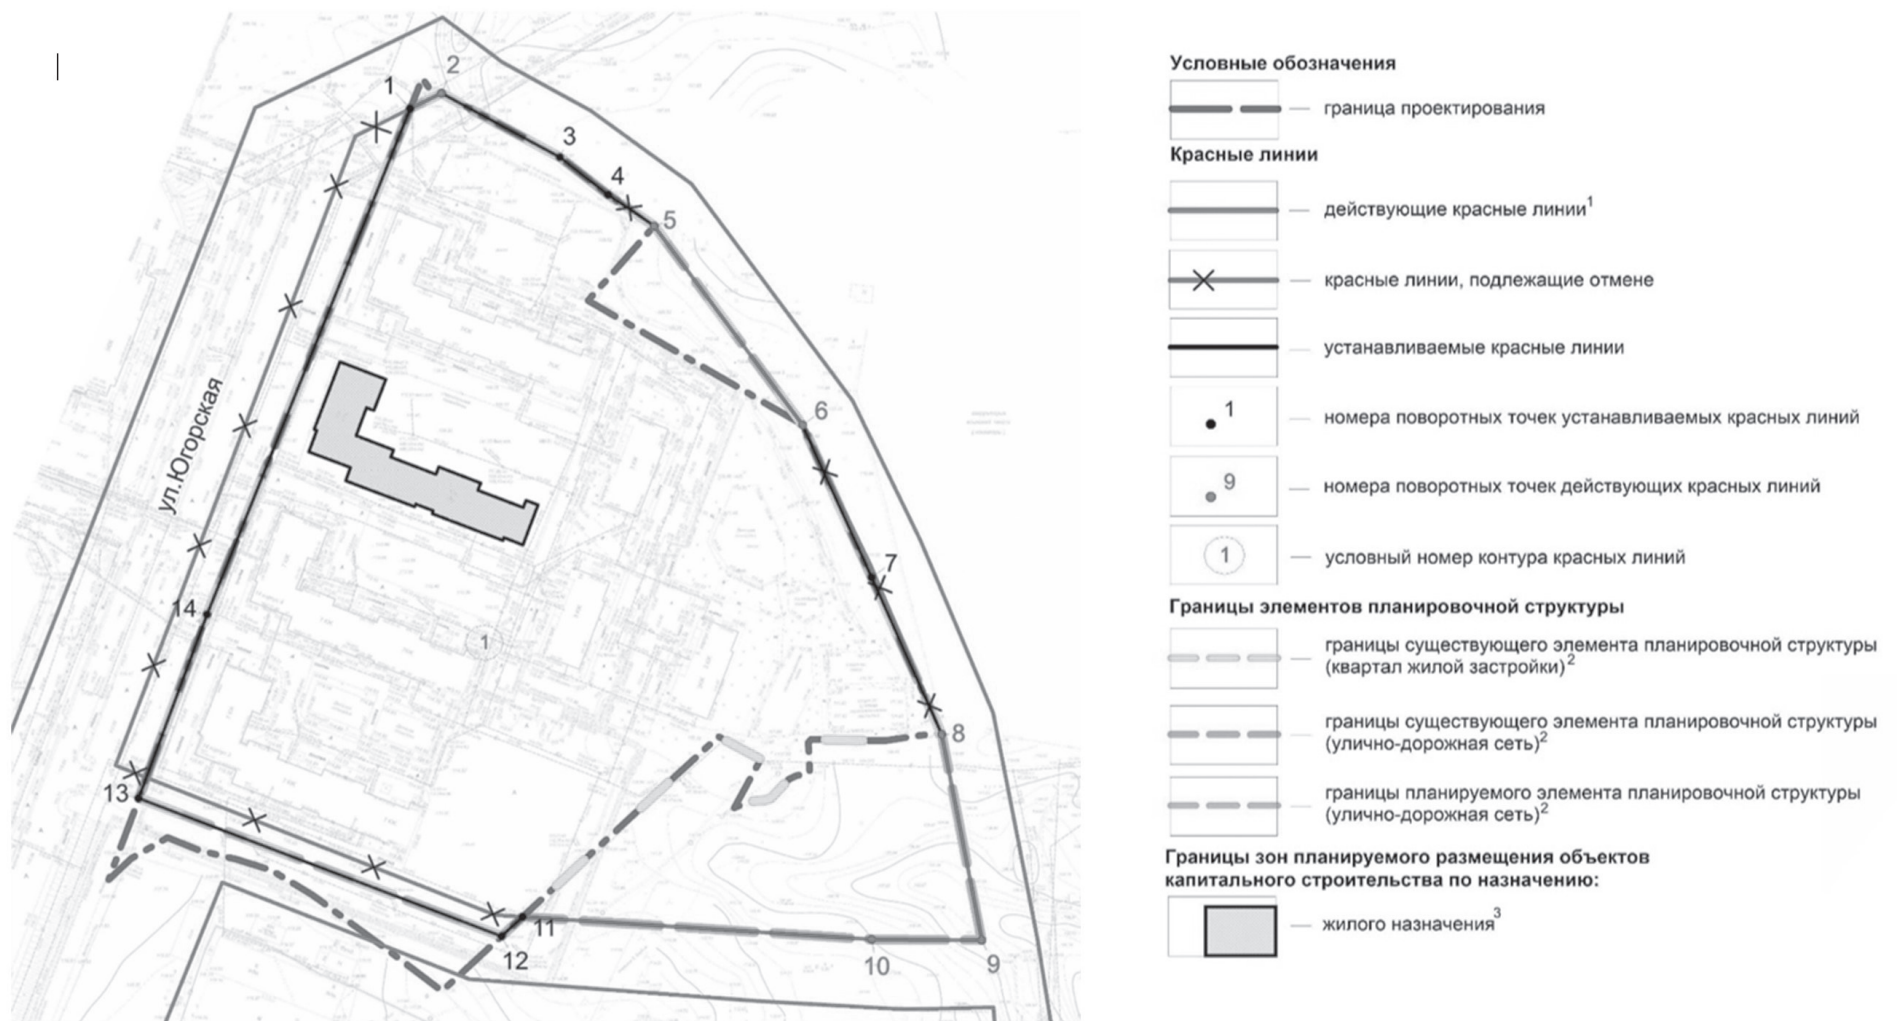 2
1
3
4
5
6
7
8
9
10
11
12
13
14
1
ул.Югорская
Условные обозначения
граница проектирования
Красные линии
действующие красные линии1
красные линии, подлежащие отмене
устанавливаемые красные линии
1
номера поворотных точек устанавливаемых красных линий
9
номера поворотных точек действующих красных линий
1
условный номер контура красных линий
Границы элементов планировочной структуры
границы существующего элемента планировочной структуры
(квартал жилой застройки)2
границы существующего элемента планировочной структуры
(улично-дорожная сеть)2
границы планируемого элемента планировочной структуры
(улично-дорожная сеть)2
Границы зон планируемого размещения объектов
капитального строительства по назначению:
жилого назначения3